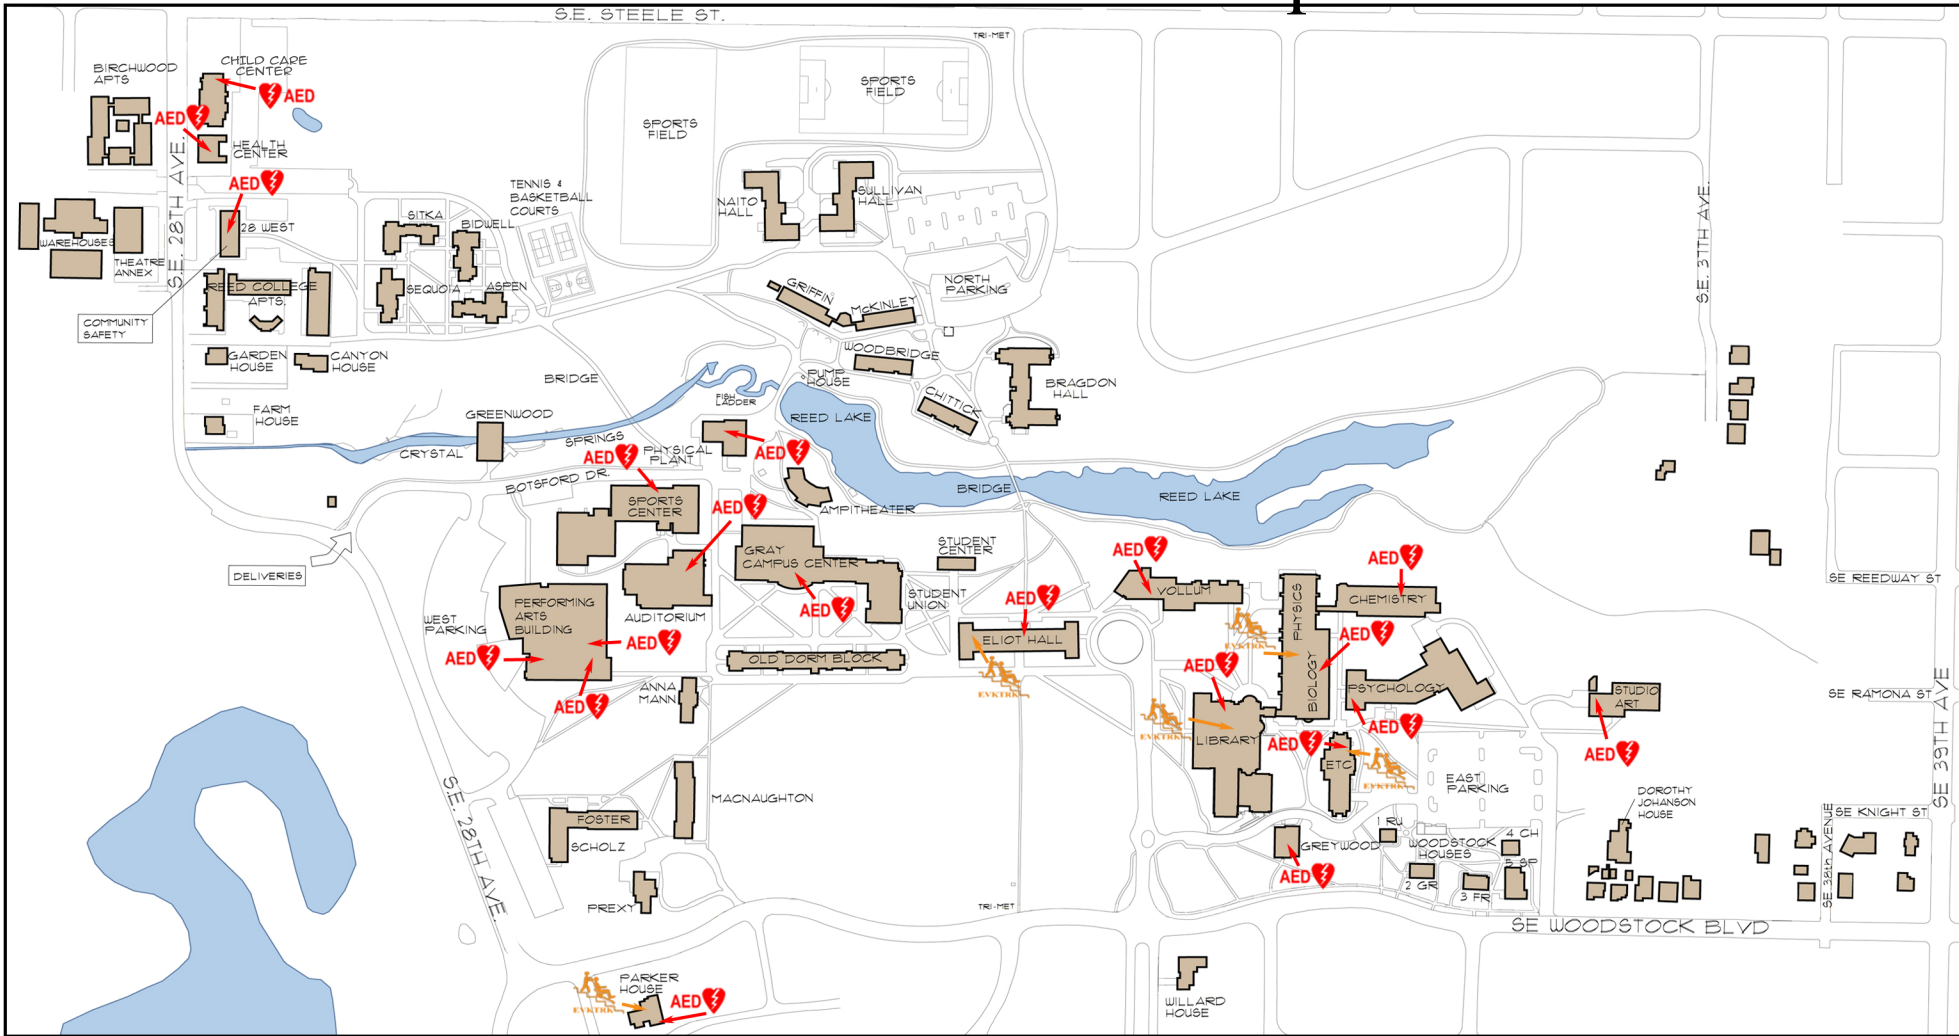 S.E. STEELE ST.
TRI-MET
BIRCHWOOD
APTS
CHILD CARE
CENTER
AED
AED
HEALTH
CENTER
S.E. 28TH AVE.
AED
28 WEST
WAREHOUSES
THEATRE
ANNEX
REED COLLEGE
APTS.
COMMUNITY
SAFETY
GARDEN
HOUSE
CANYON
HOUSE
FARM
HOUSE
SITKA
BIDWELL
SEQUOIA
ASPEN
TENNIS &
BASKETBALL
COURTS
SPORTS
FIELD
SPORTS
FIELD
NAITO
HALL
SULLIVAN
HALL
NORTH
PARKING
GRIFFIN
McKINLEY
WOODBRIDGE
PUMP
HOUSE
CHITTICK
BRAGDON
HALL
S.E. 37TH AVE.
BRIDGE
FISH
LADDER
REED LAKE
GREENWOOD
CRYSTAL
SPRINGS
BOTSFORD DR.
AED
PHYSICAL
PLANT
AED
SPORTS
CENTER
AED
AMPITHEATER
BRIDGE
REED LAKE
DELIVERIES
GRAY
CAMPUS CENTER
AED
STUDENT
CENTER
STUDENT
UNION
AUDITORIUM
PERFORMING
ARTS
BUILDING
WEST
PARKING
AED
AED
AED
OLD DORM BLOCK
AED
ELIOT HALL
EVKTRK
AED
VOLLUM
PHYSICS
BIOLOGY
AED
CHEMISTRY
EVKTRK
AED
AED
PSYCHOLOGY
AED
EVKTRK
LIBRARY
AED
ETC
EVKTRK
STUDIO
ART
AED
SE REEDWAY ST
SE RAMONA ST
SE 39TH AVE
ANNA
MANN
MACNAUGHTON
FOSTER
SCHOLZ
PREXY
S.E. 28TH AVE.
EAST
PARKING
DOROTHY
JOHANSON
HOUSE
SE KNIGHT ST
SE 38th AVENUE
GREYWOOD
AED
1 RU
WOODSTOCK
HOUSES
2 GR
3 FR
4 CH
5 SP
TRI-MET
SE WOODSTOCK BLVD
PARKER
HOUSE
EVKTRK
AED
WILLARD
HOUSE